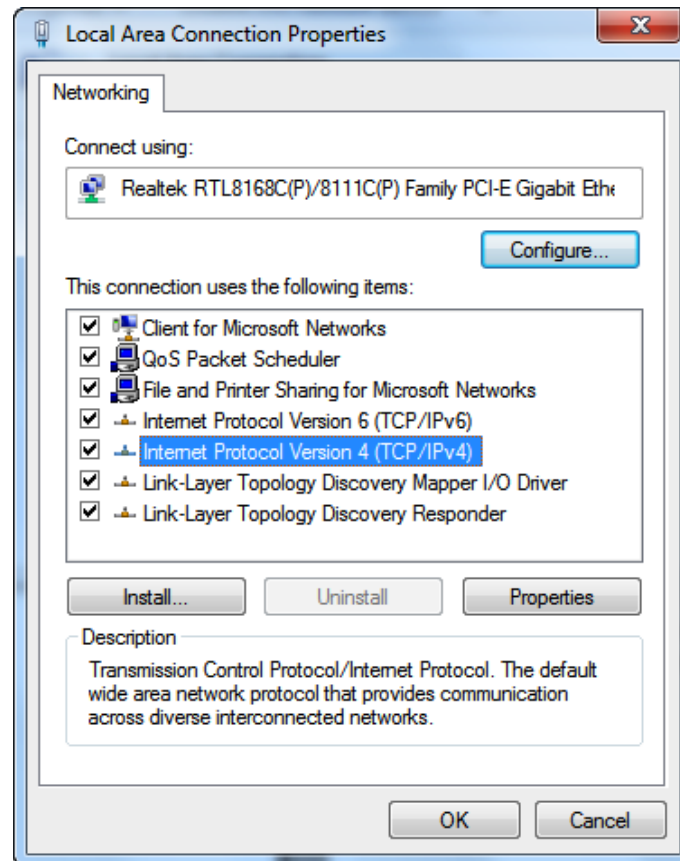 Local Area Connection Properties
Networking
Connect using:
Realtek RTL8168C(P)/8111C(P) Family PCI-E Gigabit Ethe
Configure...
This connection uses the following items:
Client for Microsoft Networks
QoS Packet Scheduler
File and Printer Sharing for Microsoft Networks
Internet Protocol Version 6 (TCP/IPv6)
Internet Protocol Version 4 (TCP/IPv4)
Link-Layer Topology Discovery Mapper I/O Driver
Link-Layer Topology Discovery Responder
Install... Uninstall Properties
Description
Transmission Control Protocol/Internet Protocol. The default
wide area network protocol that provides communication
across diverse interconnected networks.
OK Cancel